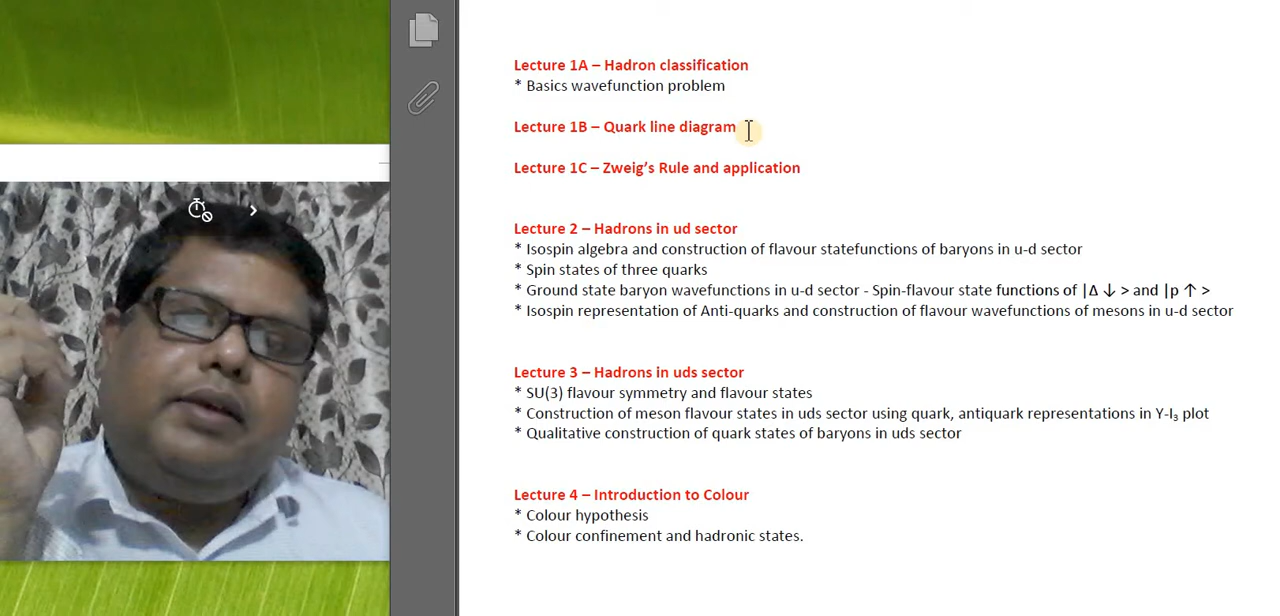 Lecture 1A – Hadron classification
* Basics wavefunction problem
Lecture 1B – Quark line diagram
Lecture 1C – Zweig’s Rule and application
Lecture 2 – Hadrons in ud sector
* Isospin algebra and construction of flavour statefunctions of baryons in u-d sector
* Spin states of three quarks
* Ground state baryon wavefunctions in u-d sector - Spin-flavour state functions of |Δ ↓ > and |p ↑ >
* Isospin representation of Anti-quarks and construction of flavour wavefunctions of mesons in u-d sector
Lecture 3 – Hadrons in uds sector
* SU(3) flavour symmetry and flavour states
* Construction of meson flavour states in uds sector using quark, antiquark representations in Y-I₃ plot
* Qualitative construction of quark states of baryons in uds sector
Lecture 4 – Introduction to Colour
* Colour hypothesis
* Colour confinement and hadronic states.